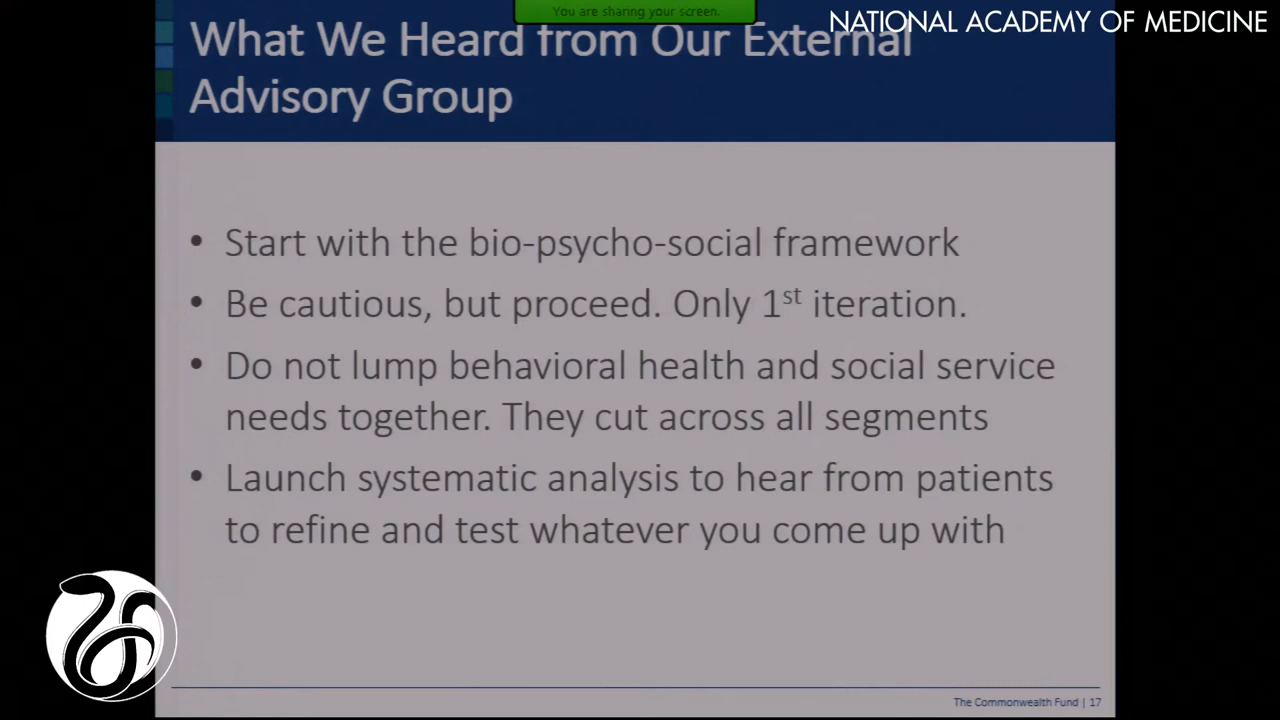 You are sharing your screen.
NATIONAL ACADEMY OF MEDICINE
What We Heard from Our External
Advisory Group
• Start with the bio-psycho-social framework
• Be cautious, but proceed. Only 1st iteration.
• Do not lump behavioral health and social service
needs together. They cut across all segments
• Launch systematic analysis to hear from patients
to refine and test whatever you come up with
The Commonwealth Fund | 17